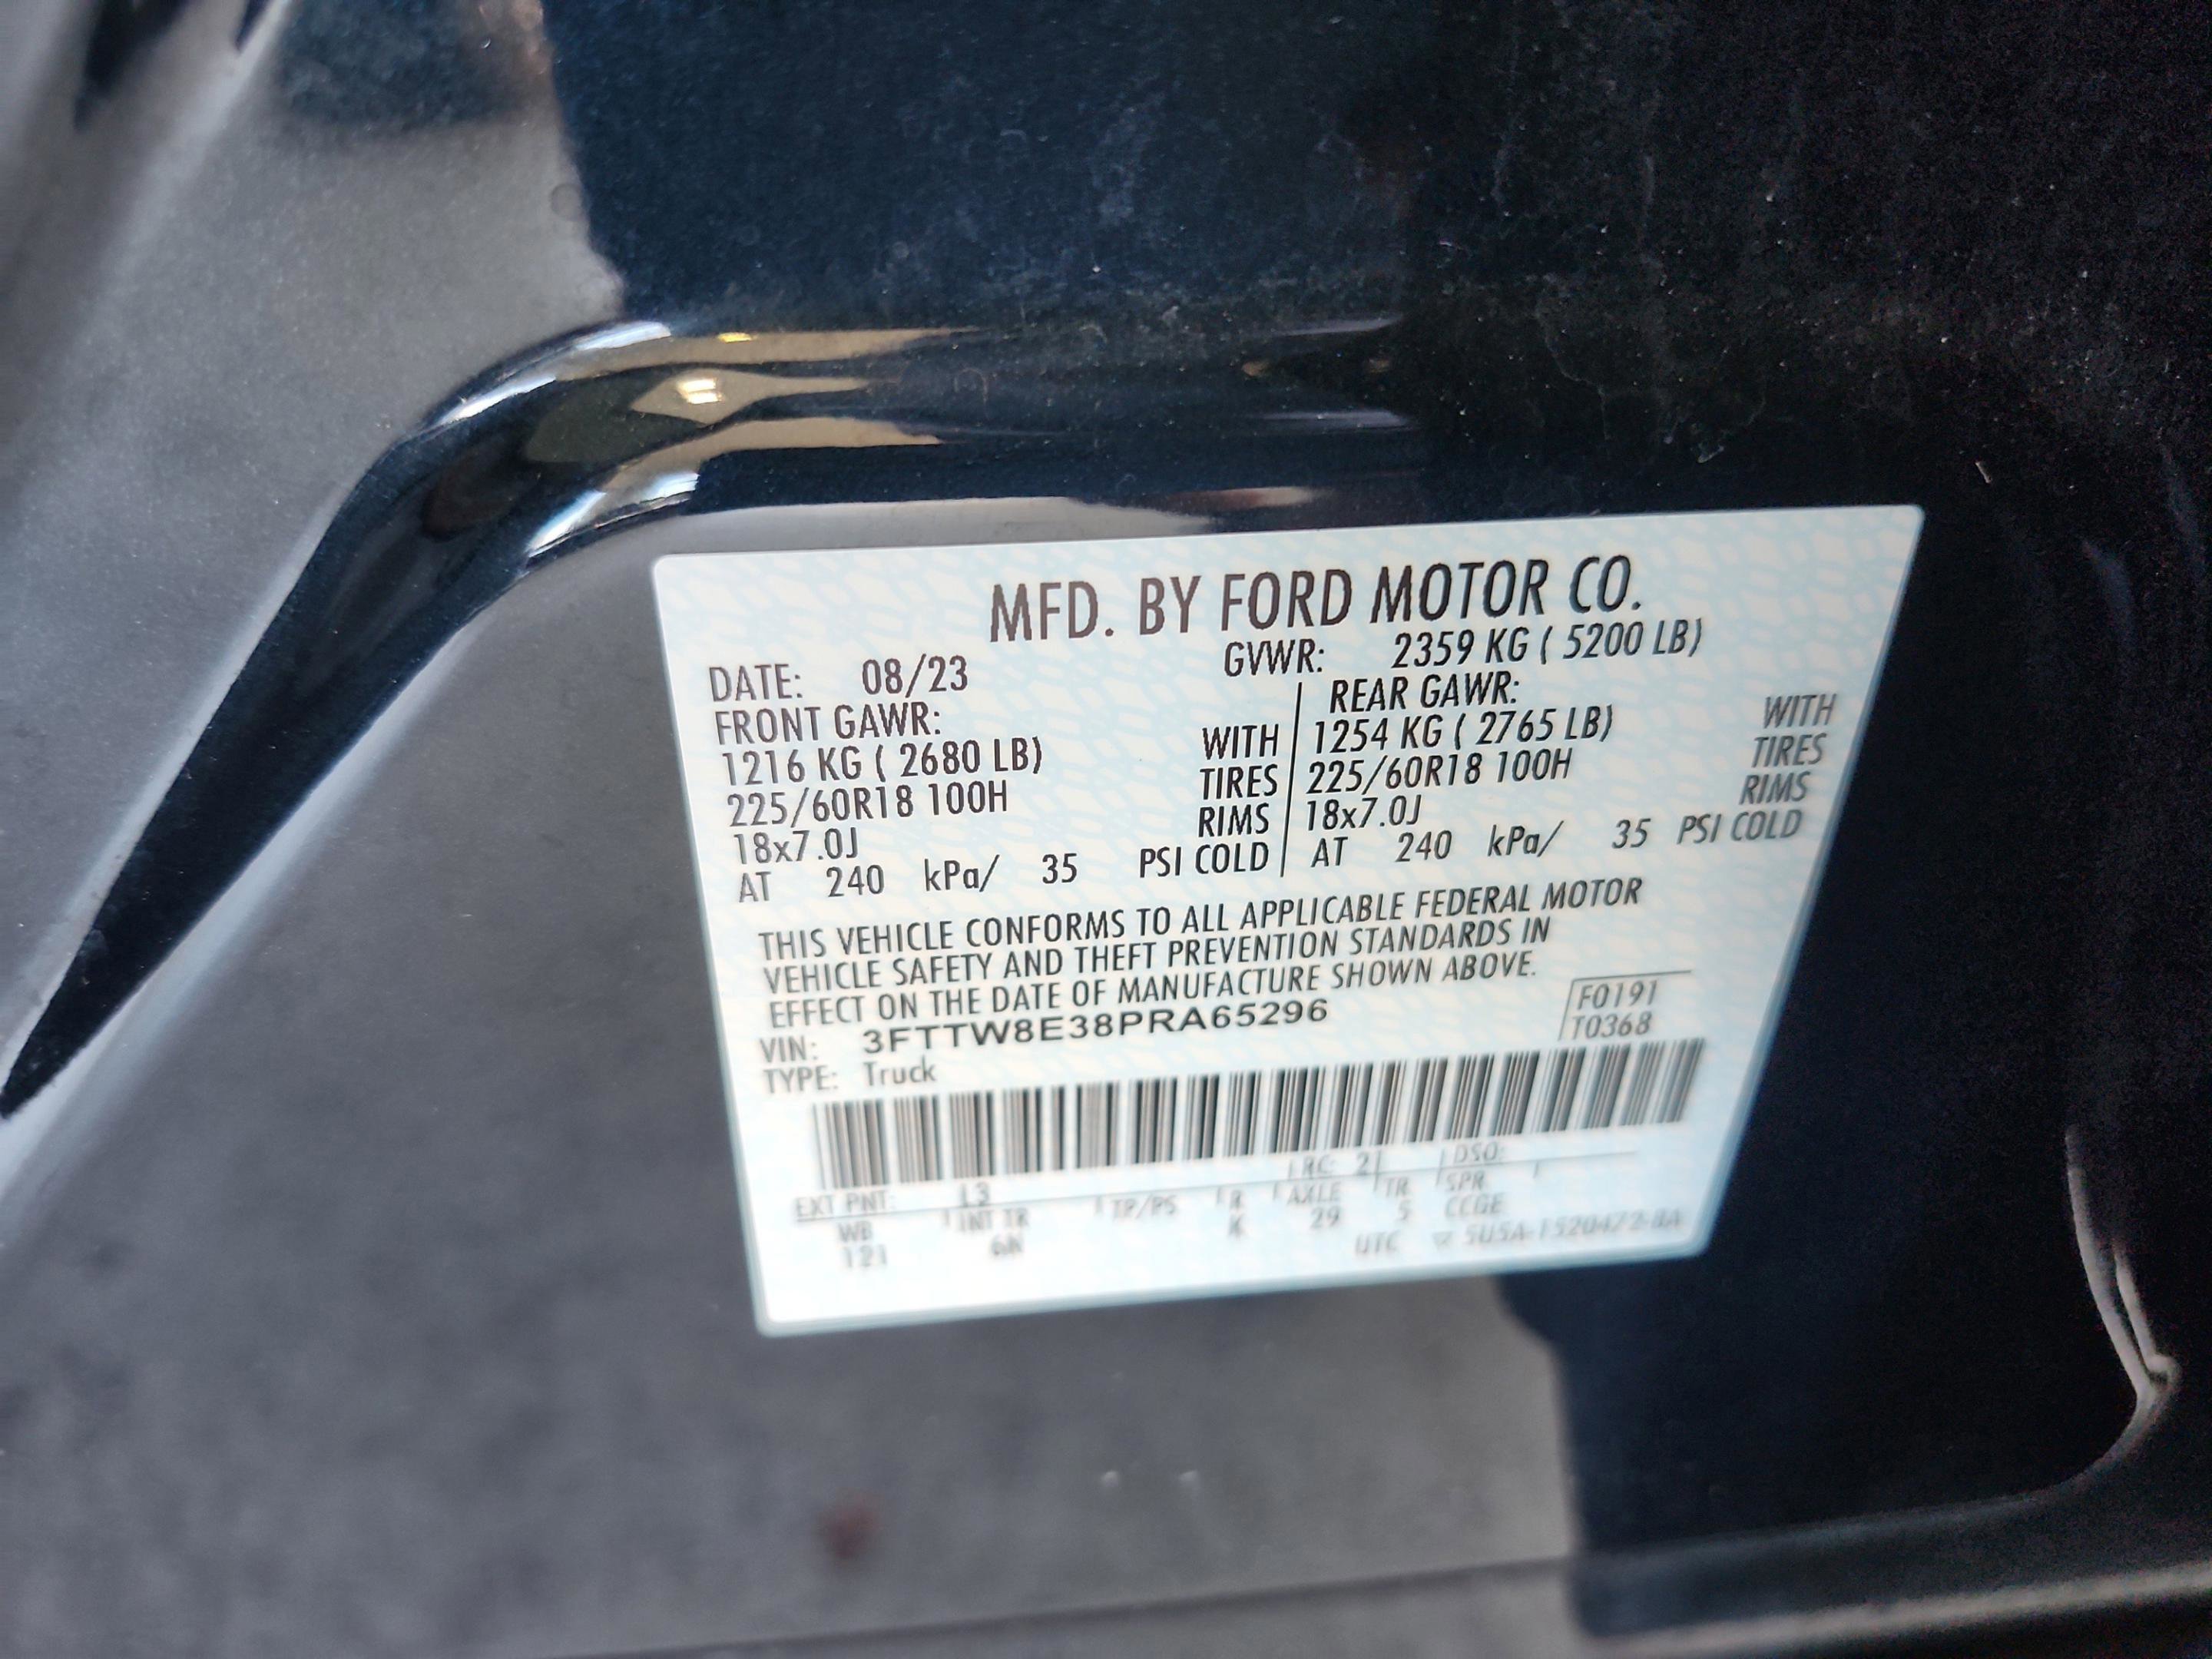 MFD. BY FORD MOTOR CO.
DATE: 08/23 GVWR: 2359 KG ( 5200 LB)
FRONT GAWR: REAR GAWR:
1216 KG ( 2680 LB) WITH 1254 KG ( 2765 LB) WITH
225/60R18 100H TIRES 225/60R18 100H TIRES
18x7.0J RIMS 18x7.0J RIMS
AT 240 kPa/ 35 PSI COLD AT 240 kPa/ 35 PSI COLD
THIS VEHICLE CONFORMS TO ALL APPLICABLE FEDERAL MOTOR
VEHICLE SAFETY AND THEFT PREVENTION STANDARDS IN
EFFECT ON THE DATE OF MANUFACTURE SHOWN ABOVE.
VIN: 3FTTW8E38PRA65296 F0191
TYPE: Truck T0368
EXT PNT: L3 RC: 21 DSO:
WB INT TR TP/PS R AXLE TR SPR
121 6N K 29 5 CCGE
UTC 5U5A-1520472-BA